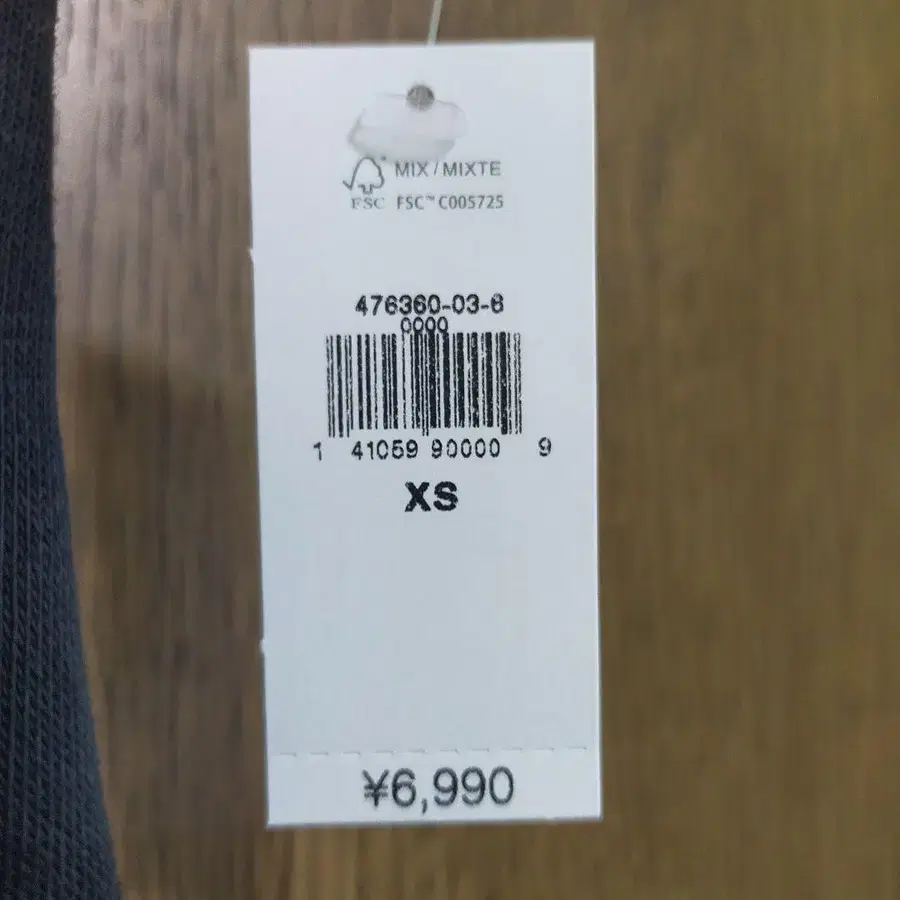 MIX / MIXTE
FSC FSC™ C005725
476360-03-6
0000
1 41059 90000 9
XS
¥6,990